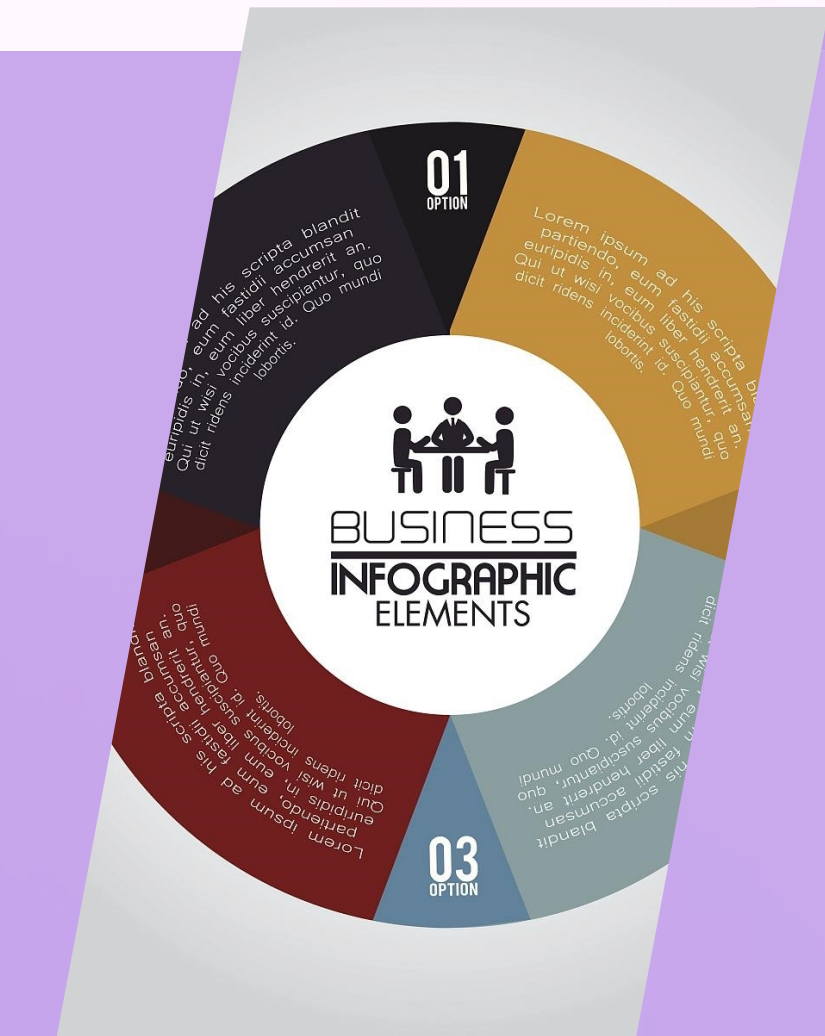 01
OPTION
Lorem ipsum ad his scripta
partiendo, eum fastidii accumsan
euripidis in, eum liber hendrerit an.
Qui ut wisi vocibus suscipiantur, quo
dicit ridens inciderint id. Quo mundi
lobortis.
ad his scripta blandit
eum fastidii accumsan
euripidis in, eum liber hendrerit an.
Qui ut wisi vocibus suscipiantur, quo
dicit ridens inciderint id. Quo mundi
lobortis.
BUSINESS
INFOGRAPHIC
ELEMENTS
Lorem ipsum ad his scripta
partiendo, eum fastidii accumsan
euripidis in, eum liber hendrerit an.
Qui ut wisi vocibus suscipiantur, quo
dicit ridens inciderint id. Quo mundi
lobortis.
his scripta blandit
fastidii accumsan
eum liber hendrerit an.
wisi vocibus suscipiantur, quo
dicit ridens inciderint id. Quo mundi
lobortis.
03
OPTION